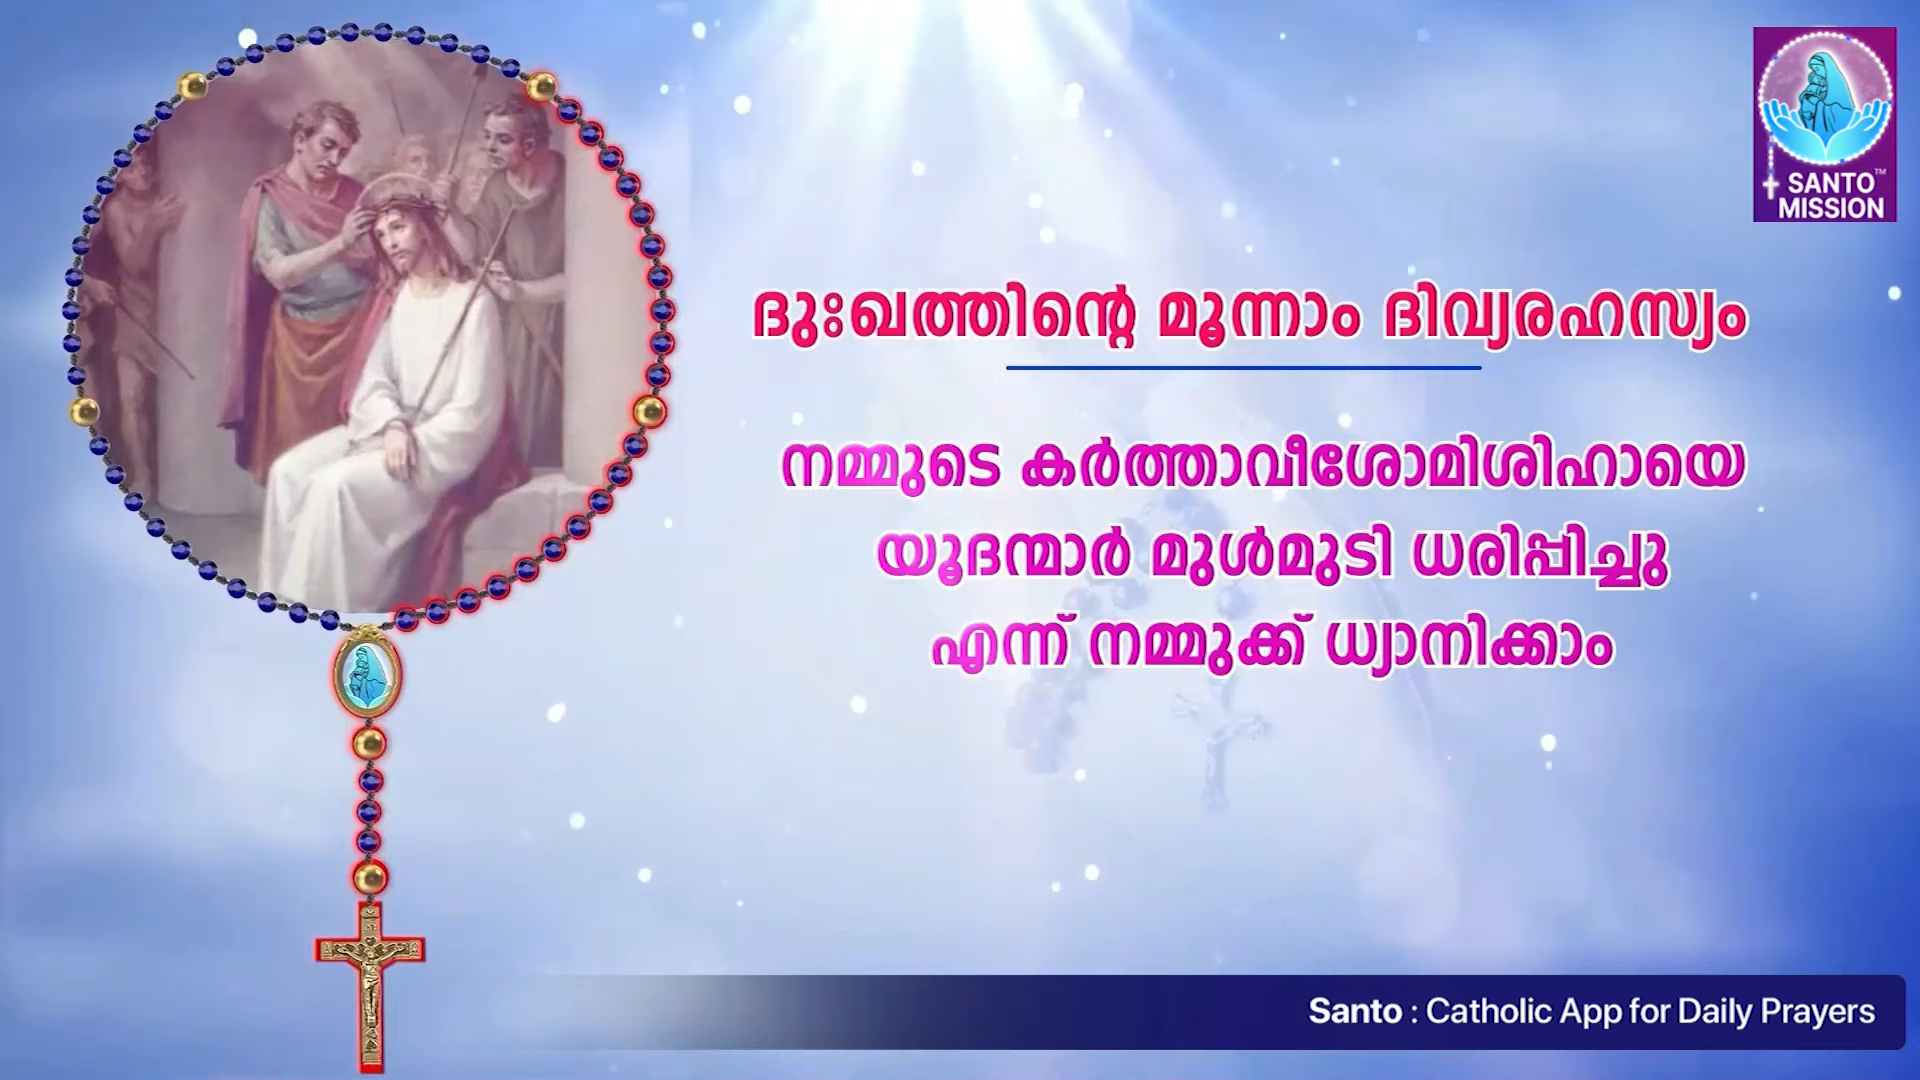 SANTO™
MISSION
ദുഃഖത്തിന്റെ മൂന്നാം ദിവ്യരഹസ്യം
നമ്മുടെ കർത്താവീശോമിശിഹായെ
യൂദന്മാർ മുൾമുടി ധരിപ്പിച്ചു
എന്ന് നമ്മുക്ക് ധ്യാനിക്കാം
Santo : Catholic App for Daily Prayers